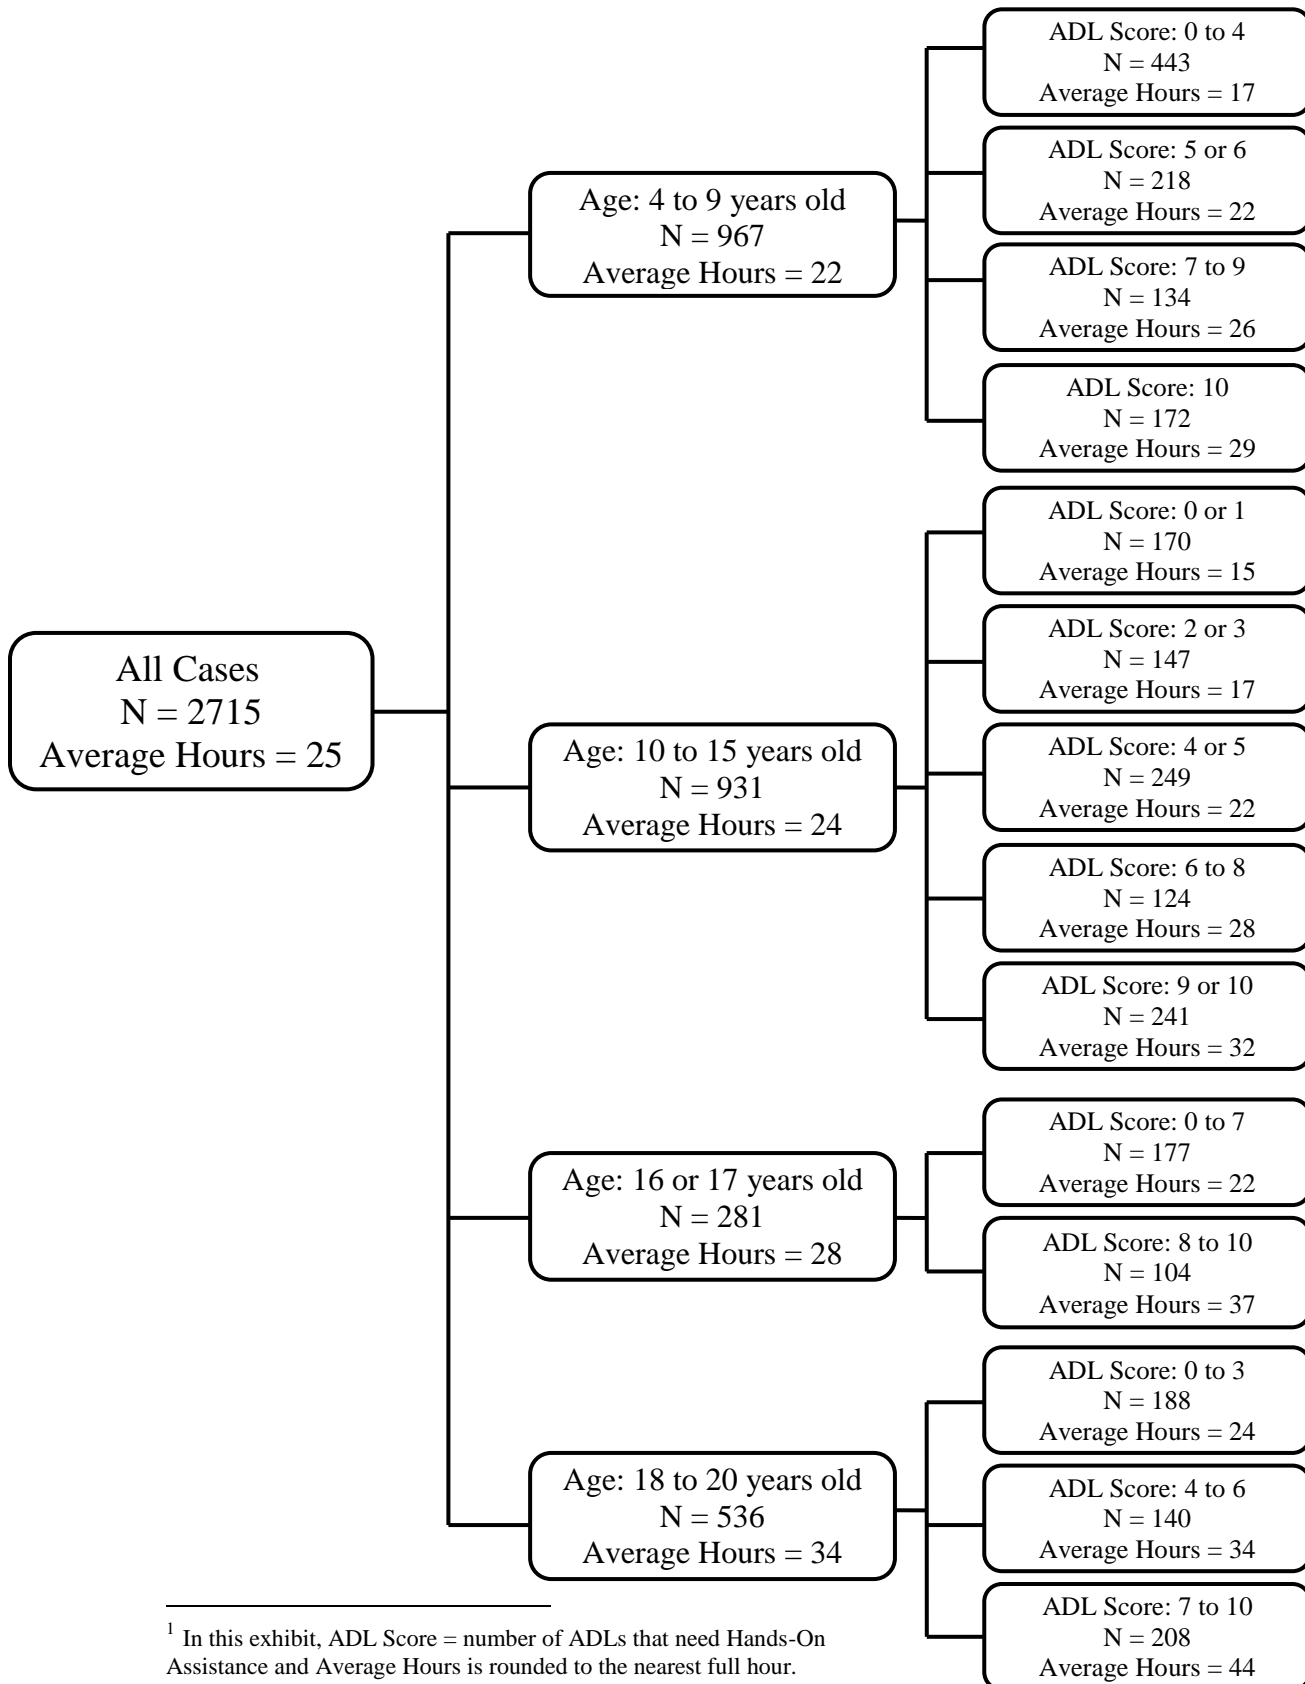 All Cases
N = 2715
Average Hours = 25
Age: 4 to 9 years old
N = 967
Average Hours = 22
ADL Score: 0 to 4
N = 443
Average Hours = 17
ADL Score: 5 or 6
N = 218
Average Hours = 22
ADL Score: 7 to 9
N = 134
Average Hours = 26
ADL Score: 10
N = 172
Average Hours = 29
Age: 10 to 15 years old
N = 931
Average Hours = 24
ADL Score: 0 or 1
N = 170
Average Hours = 15
ADL Score: 2 or 3
N = 147
Average Hours = 17
ADL Score: 4 or 5
N = 249
Average Hours = 22
ADL Score: 6 to 8
N = 124
Average Hours = 28
ADL Score: 9 or 10
N = 241
Average Hours = 32
Age: 16 or 17 years old
N = 281
Average Hours = 28
ADL Score: 0 to 7
N = 177
Average Hours = 22
ADL Score: 8 to 10
N = 104
Average Hours = 37
Age: 18 to 20 years old
N = 536
Average Hours = 34
ADL Score: 0 to 3
N = 188
Average Hours = 24
ADL Score: 4 to 6
N = 140
Average Hours = 34
ADL Score: 7 to 10
N = 208
Average Hours = 44
1 In this exhibit, ADL Score = number of ADLs that need Hands-On
Assistance and Average Hours is rounded to the nearest full hour.